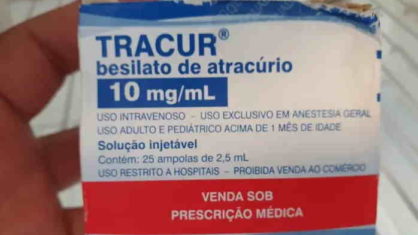 TRACUR®
besilato de atracúrio
10 mg/mL
USO INTRAVENOSO - USO EXCLUSIVO EM ANESTESIA GERAL
USO ADULTO E PEDIÁTRICO ACIMA DE 1 MÊS DE IDADE
Solução injetável
Contém: 25 ampolas de 2,5 mL
USO RESTRITO A HOSPITAIS - PROIBIDA VENDA AO COMÉRCIO
VENDA SOB
PRESCRIÇÃO MÉDICA